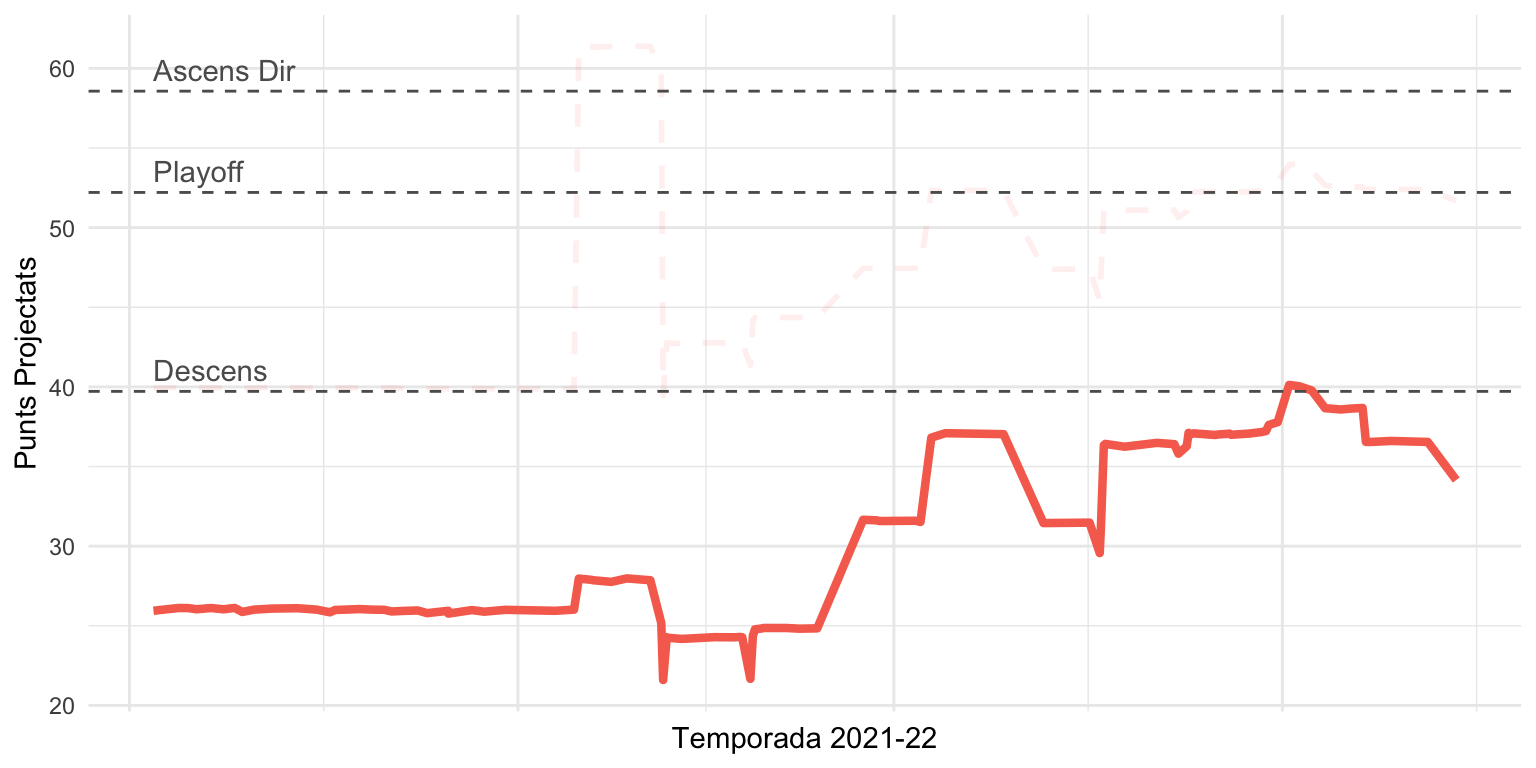 60
Ascens Dir
Playoff
50
Punts Projectats
Descens
40
30
20
Temporada 2021-22